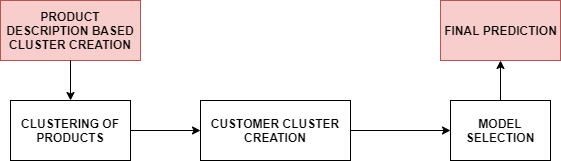 PRODUCT
DESCRIPTION BASED
CLUSTER CREATION
FINAL PREDICTION
CLUSTERING OF
PRODUCTS
CUSTOMER CLUSTER
CREATION
MODEL
SELECTION